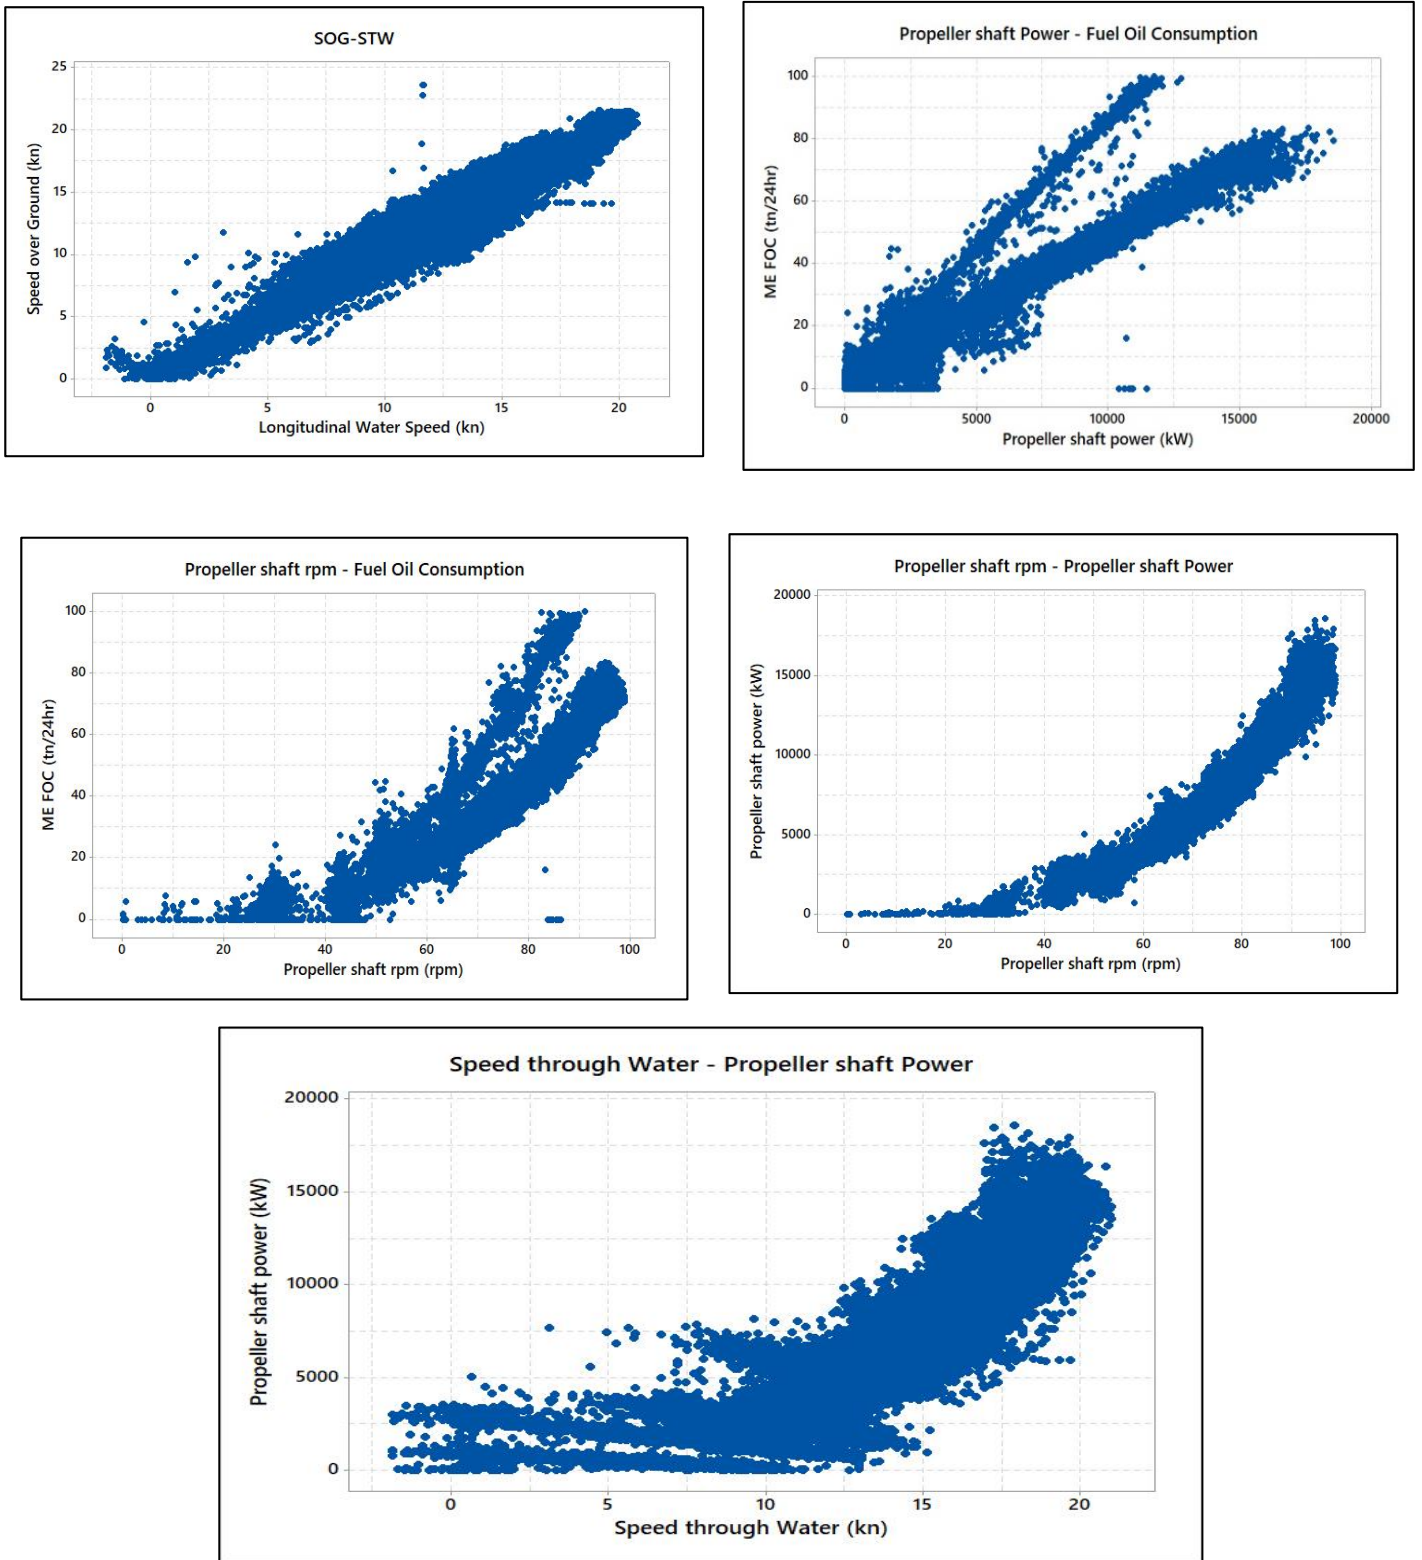 SOG-STW
25
20
15
10
5
0
Speed over Ground (kn)
0 5 10 15 20
Longitudinal Water Speed (kn)
Propeller shaft Power - Fuel Oil Consumption
100
80
60
40
20
0
ME FOC (tn/24hr)
0 5000 10000 15000 20000
Propeller shaft power (kW)
Propeller shaft rpm - Fuel Oil Consumption
100
80
60
40
20
0
ME FOC (tn/24hr)
0 20 40 60 80 100
Propeller shaft rpm (rpm)
Propeller shaft rpm - Propeller shaft Power
20000
15000
10000
5000
0
Propeller shaft power (kW)
0 20 40 60 80 100
Propeller shaft rpm (rpm)
Speed through Water - Propeller shaft Power
20000
15000
10000
5000
0
Propeller shaft power (kW)
0 5 10 15 20
Speed through Water (kn)